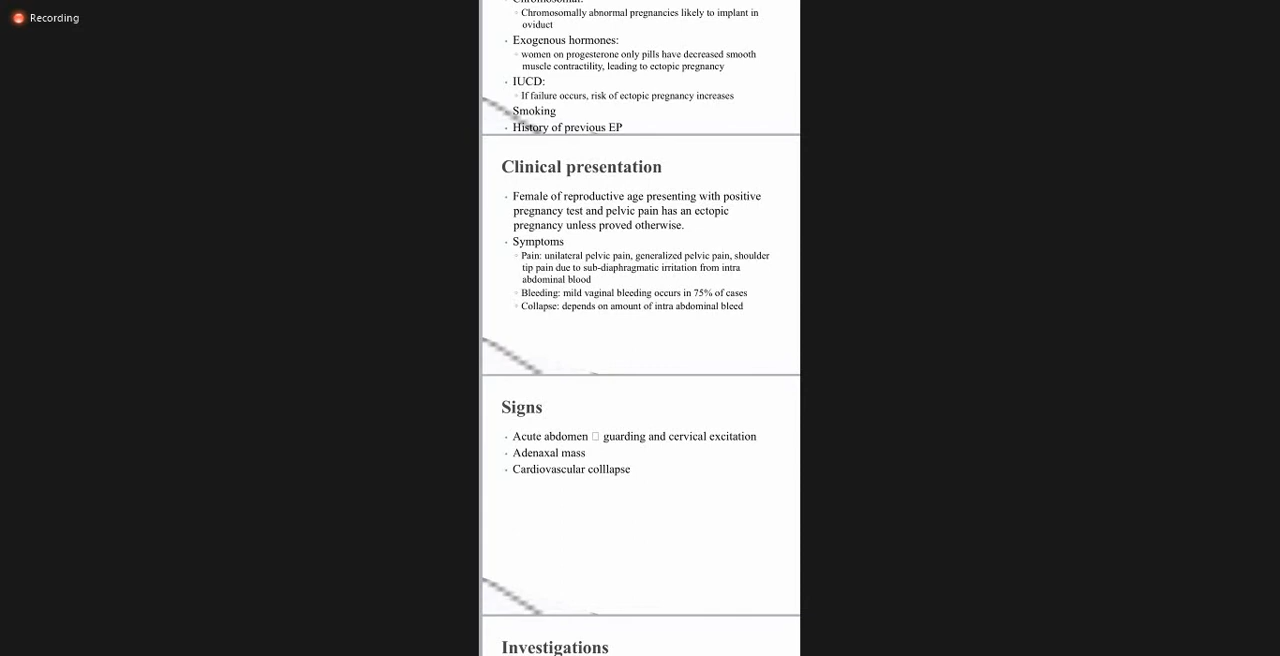 Recording
Chromosomal:
Chromosomally abnormal pregnancies likely to implant in
oviduct
Exogenous hormones:
women on progesterone only pills have decreased smooth
muscle contractility, leading to ectopic pregnancy
IUCD:
If failure occurs, risk of ectopic pregnancy increases
Smoking
History of previous EP
Clinical presentation
Female of reproductive age presenting with positive
pregnancy test and pelvic pain has an ectopic
pregnancy unless proved otherwise.
Symptoms
Pain: unilateral pelvic pain, generalized pelvic pain, shoulder
tip pain due to sub-diaphragmatic irritation from intra
abdominal blood
Bleeding: mild vaginal bleeding occurs in 75% of cases
Collapse: depends on amount of intra abdominal bleed
Signs
Acute abdomen □ guarding and cervical excitation
Adenaxal mass
Cardiovascular colllapse
Investigations